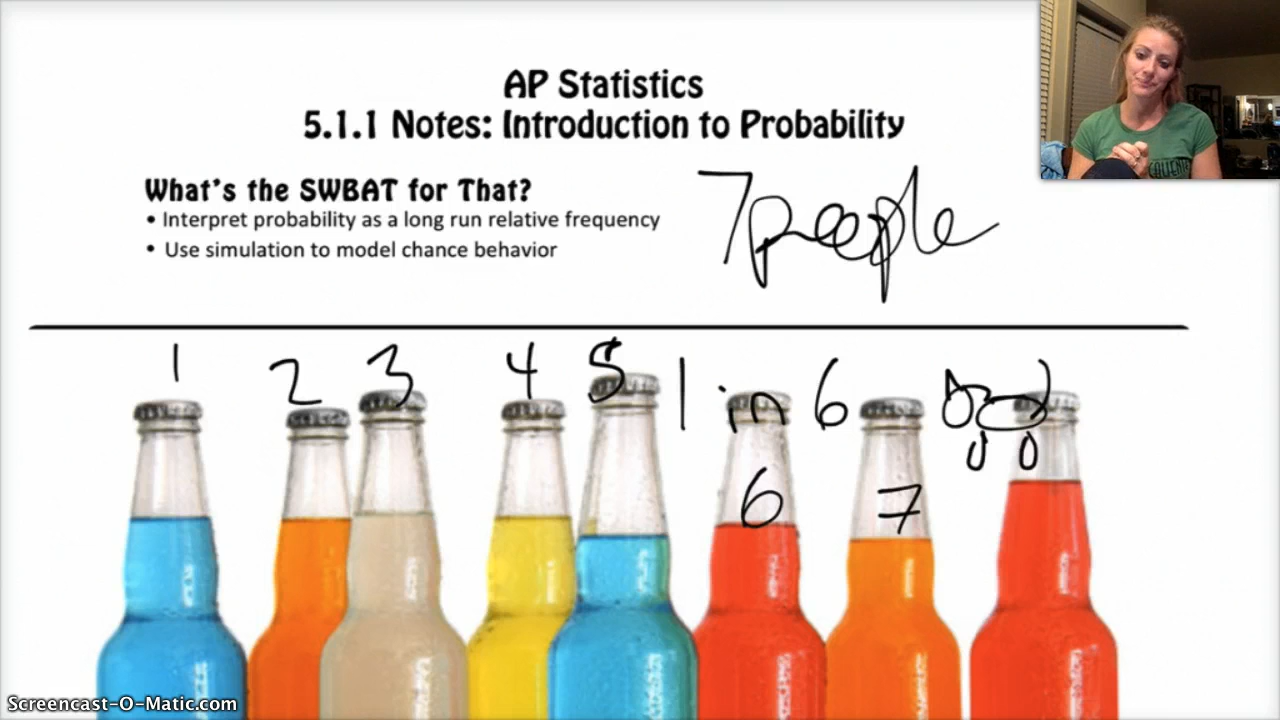 AP Statistics
5.1.1 Notes: Introduction to Probability
What's the SWBAT for That?
• Interpret probability as a long run relative frequency
• Use simulation to model chance behavior
7 people
1 2 3 4 5 1 in 6
6 7
Screencast-O-Matic.com